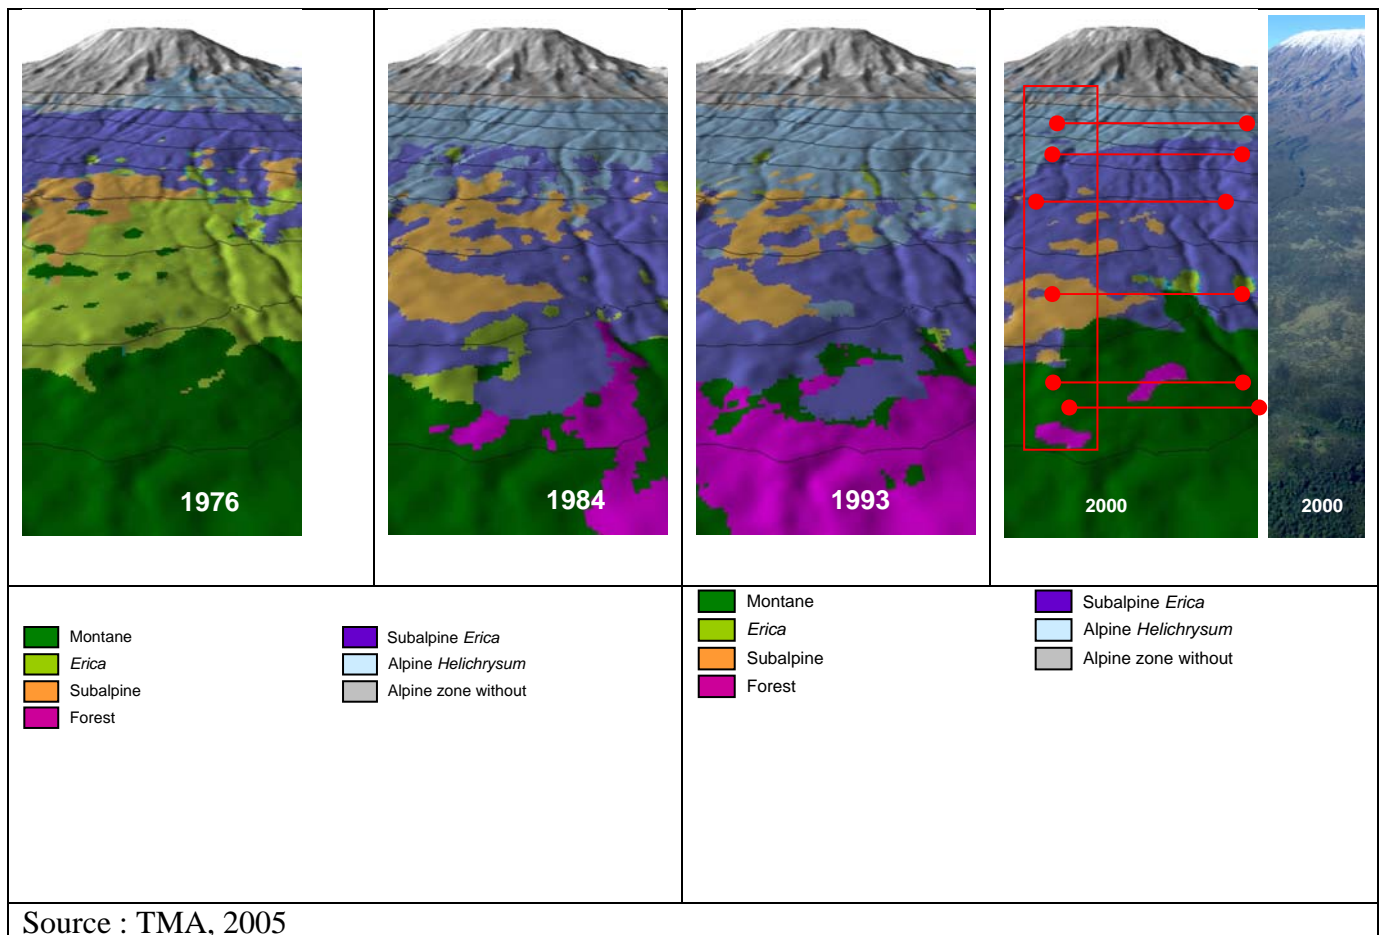 1976
1984
1993
2000
2000
Montane
Erica
Subalpine
Forest
Subalpine Erica
Alpine Helichrysum
Alpine zone without
Montane
Erica
Subalpine
Forest
Subalpine Erica
Alpine Helichrysum
Alpine zone without
Source : TMA, 2005